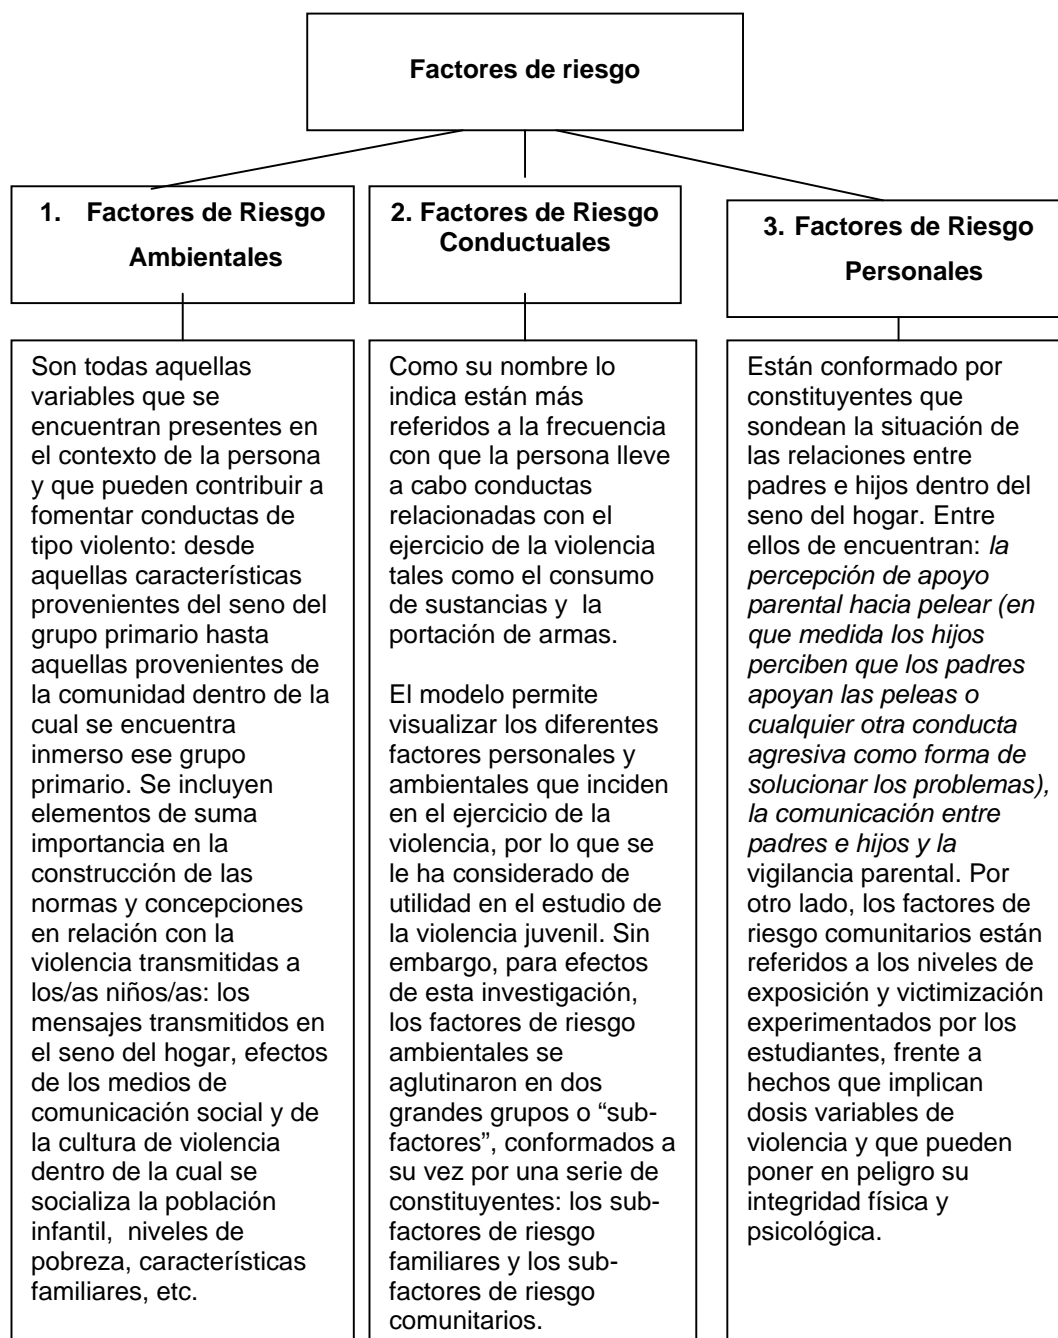 Factores de riesgo
1. Factores de Riesgo
Ambientales
2. Factores de Riesgo
Conductuales
3. Factores de Riesgo
Personales
Son todas aquellas
variables que se
encuentran presentes en
el contexto de la persona
y que pueden contribuir a
fomentar conductas de
tipo violento: desde
aquellas características
provenientes del seno del
grupo primario hasta
aquellas provenientes de
la comunidad dentro de la
cual se encuentra
inmerso ese grupo
primario. Se incluyen
elementos de suma
importancia en la
construcción de las
normas y concepciones
en relación con la
violencia transmitidas a
los/as niños/as: los
mensajes transmitidos en
el seno del hogar, efectos
de los medios de
comunicación social y de
la cultura de violencia
dentro de la cual se
socializa la población
infantil, niveles de
pobreza, características
familiares, etc.
Como su nombre lo
indica están más
referidos a la frecuencia
con que la persona lleve
a cabo conductas
relacionadas con el
ejercicio de la violencia
tales como el consumo
de sustancias y la
portación de armas.
El modelo permite
visualizar los diferentes
factores personales y
ambientales que inciden
en el ejercicio de la
violencia, por lo que se
le ha considerado de
utilidad en el estudio de
la violencia juvenil. Sin
embargo, para efectos
de esta investigación,
los factores de riesgo
ambientales se
aglutinaron en dos
grandes grupos o “sub-
factores”, conformados a
su vez por una serie de
constituyentes: los sub-
factores de riesgo
familiares y los sub-
factores de riesgo
comunitarios.
Están conformado por
constituyentes que
sondean la situación de
las relaciones entre
padres e hijos dentro del
seno del hogar. Entre
ellos de encuentran: la
percepción de apoyo
parental hacia pelear (en
que medida los hijos
perciben que los padres
apoyan las peleas o
cualquier otra conducta
agresiva como forma de
solucionar los problemas),
la comunicación entre
padres e hijos y la
vigilancia parental. Por
otro lado, los factores de
riesgo comunitarios están
referidos a los niveles de
exposición y victimización
experimentados por los
estudiantes, frente a
hechos que implican
dosis variables de
violencia y que pueden
poner en peligro su
integridad física y
psicológica.